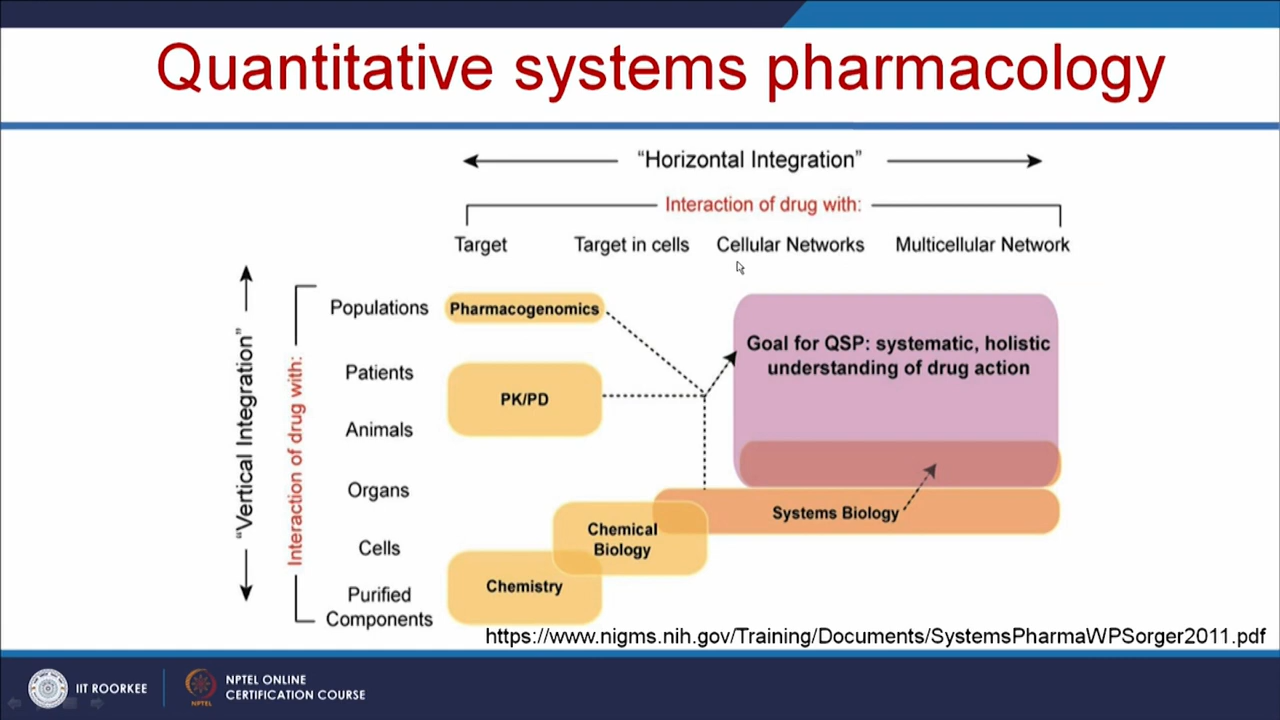 Quantitative systems pharmacology
“Horizontal Integration”
Interaction of drug with:
Target
Target in cells
Cellular Networks
Multicellular Network
“Vertical Integration”
Interaction of drug with:
Populations
Patients
Animals
Organs
Cells
Purified
Components
Pharmacogenomics
PK/PD
Goal for QSP: systematic, holistic
understanding of drug action
Systems Biology
Chemical
Biology
Chemistry
https://www.nigms.nih.gov/Training/Documents/SystemsPharmaWPSorger2011.pdf
IIT ROORKEE
NPTEL
NPTEL ONLINE
CERTIFICATION COURSE